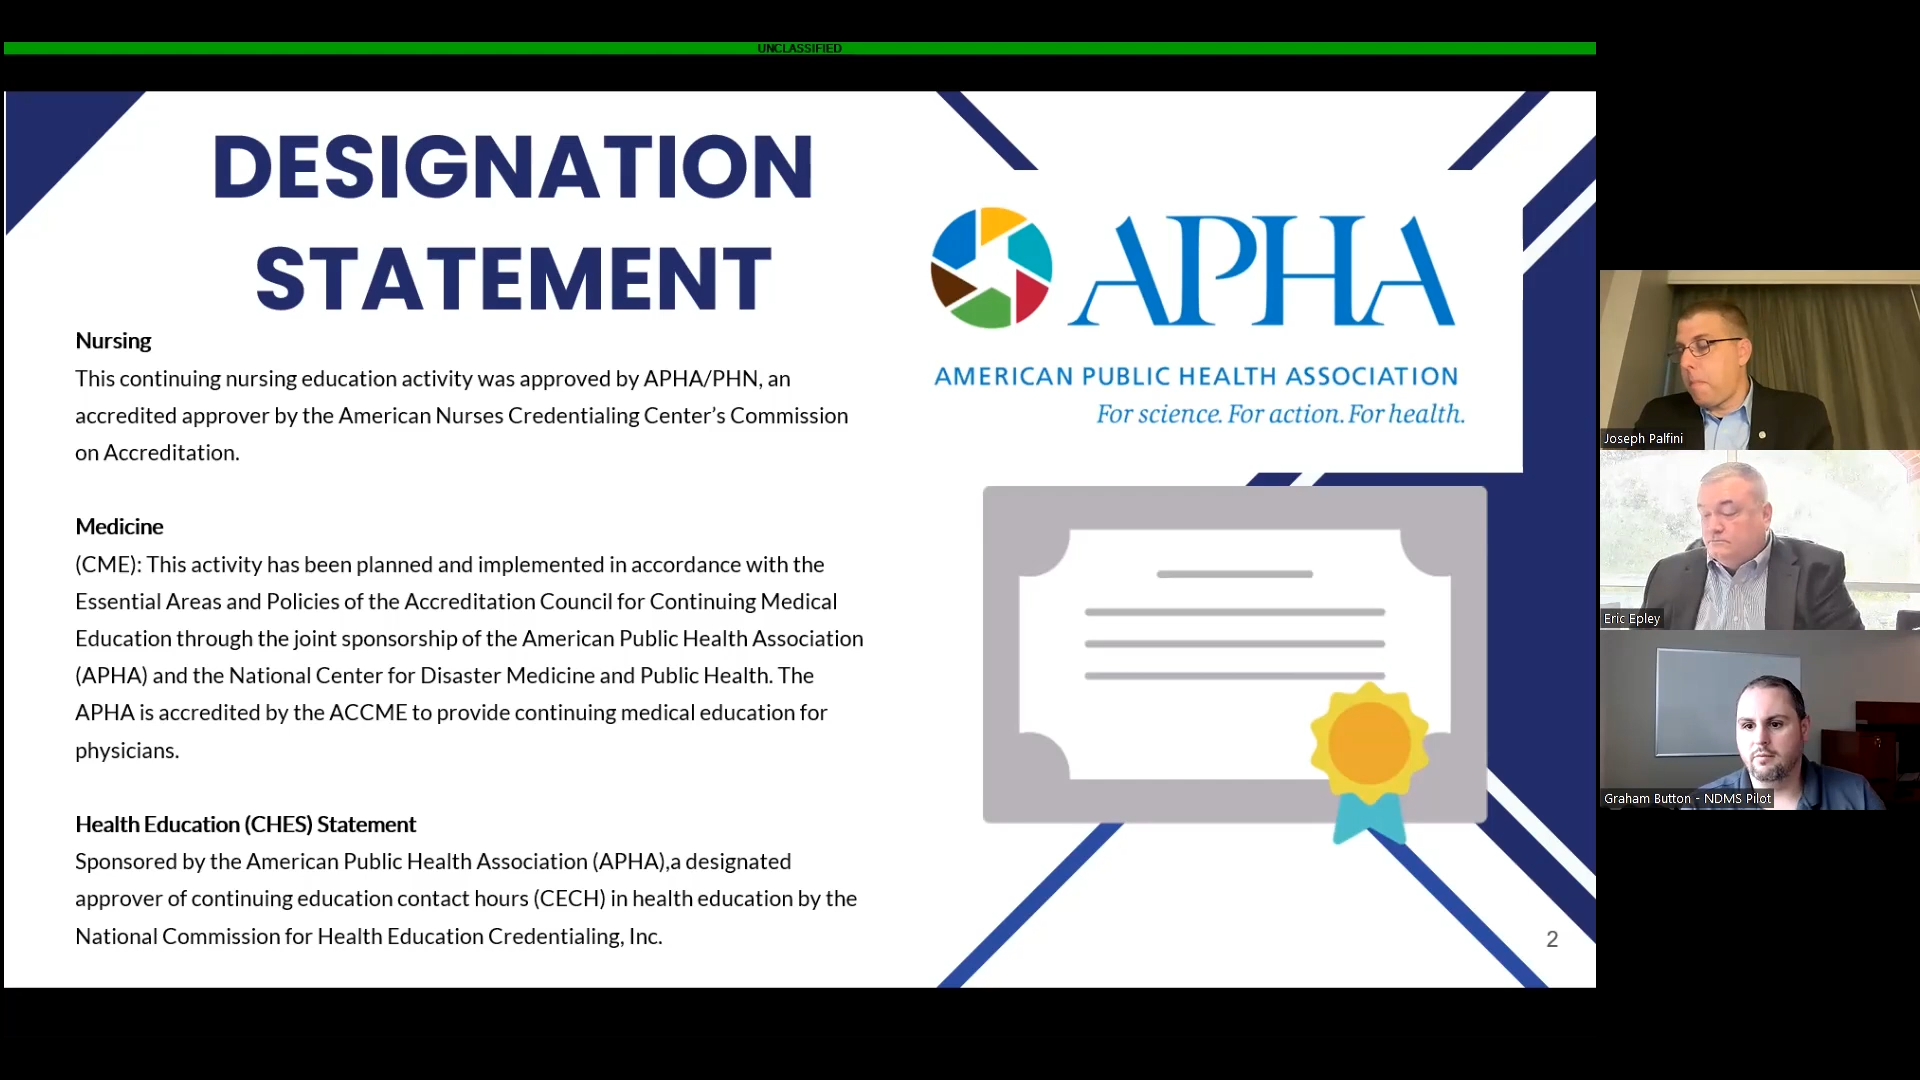 UNCLASSIFIED
DESIGNATION
STATEMENT
Nursing
This continuing nursing education activity was approved by APHA/PHN, an
accredited approver by the American Nurses Credentialing Center’s Commission
on Accreditation.
Medicine
(CME): This activity has been planned and implemented in accordance with the
Essential Areas and Policies of the Accreditation Council for Continuing Medical
Education through the joint sponsorship of the American Public Health Association
(APHA) and the National Center for Disaster Medicine and Public Health. The
APHA is accredited by the ACCME to provide continuing medical education for
physicians.
Health Education (CHES) Statement
Sponsored by the American Public Health Association (APHA),a designated
approver of continuing education contact hours (CECH) in health education by the
National Commission for Health Education Credentialing, Inc.
APHA
AMERICAN PUBLIC HEALTH ASSOCIATION
For science. For action. For health.
2
Joseph Palfini
Eric Epley
Graham Button - NDMS Pilot